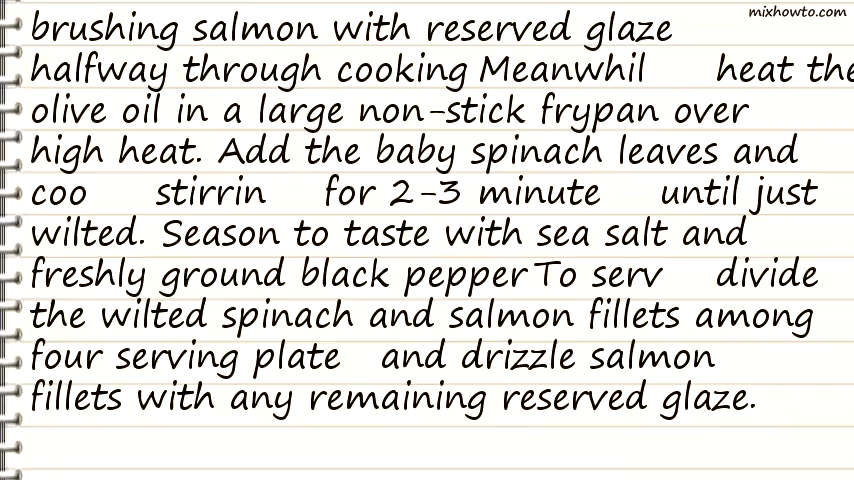 mixhowto.com
brushing salmon with reserved glaze
halfway through cooking Meanwhil heat the
olive oil in a large non-stick frypan over
high heat. Add the baby spinach leaves and
coo stirrin for 2-3 minute until just
wilted. Season to taste with sea salt and
freshly ground black pepper To serv divide
the wilted spinach and salmon fillets among
four serving plate and drizzle salmon
fillets with any remaining reserved glaze.